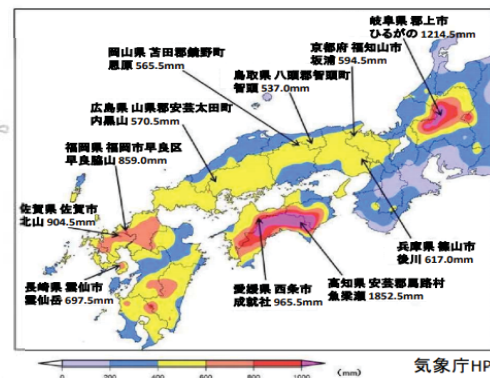 岐阜県 郡上市
ひるがの 1214.5mm
岡山県 苫田郡鏡野町
恩原 565.5mm
京都府 福知山市
坂浦 594.5mm
鳥取県 八頭郡智頭町
智頭 537.0mm
広島県 山県郡安芸太田町
内黒山 570.5mm
福岡県 福岡市早良区
早良脇山 859.0mm
佐賀県 佐賀市
北山 904.5mm
長崎県 雲仙市
雲仙岳 697.5mm
愛媛県 西条市
成就社 965.5mm
高知県 安芸郡馬路村
魚梁瀬 1852.5mm
兵庫県 篠山市
後川 617.0mm
0 200 400 600 800 1000 (mm)
気象庁HP